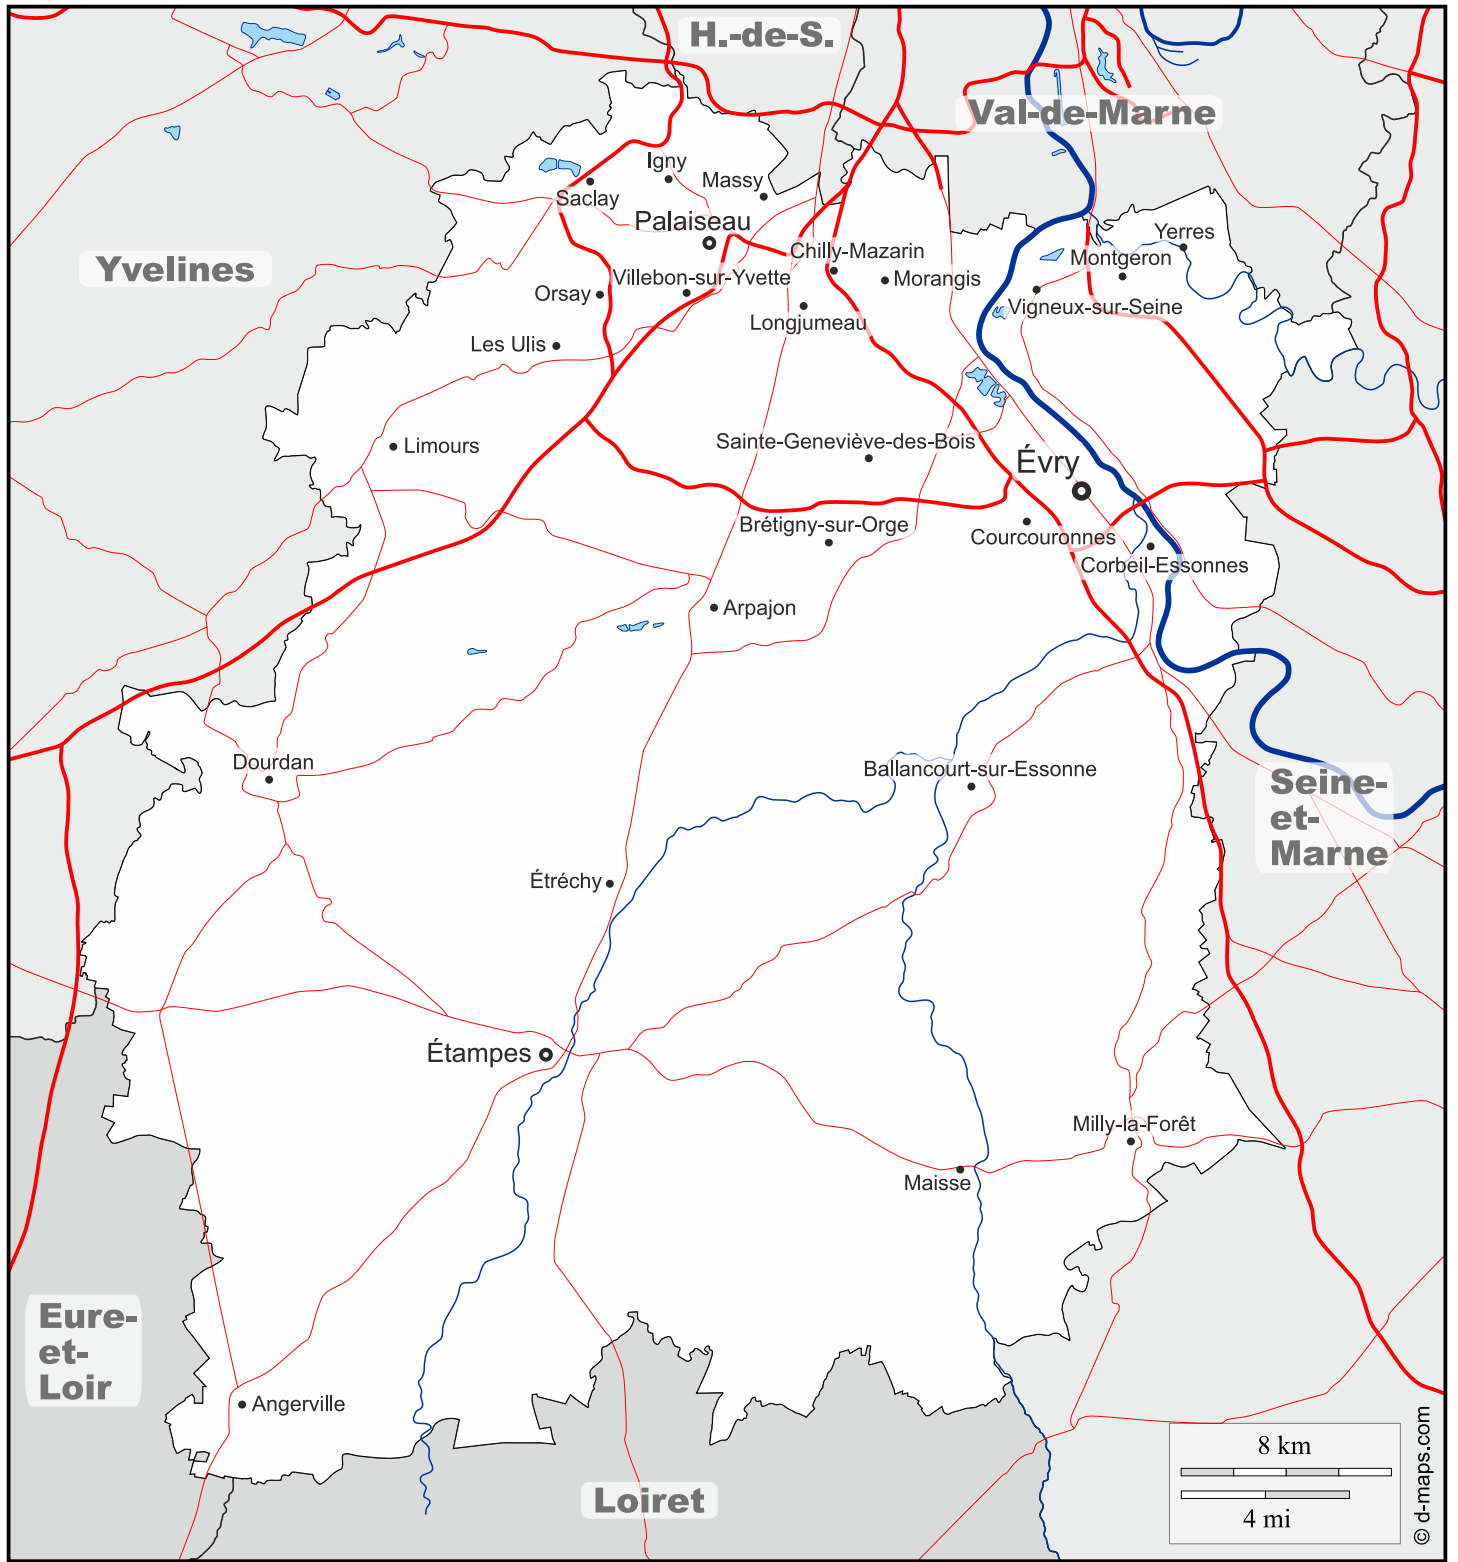 H.-de-S.
Val-de-Marne
Igny
Massy
Saclay
Palaiseau
Yerres
Chilly-Mazarin
Montgeron
Yvelines
Villebon-sur-Yvette
Morangis
Orsay
Vigneux-sur-Seine
Longjumeau
Les Ulis
Sainte-Geneviève-des-Bois
Limours
Évry
Brétigny-sur-Orge
Courcouronnes
Corbeil-Essonnes
Arpajon
Dourdan
Ballancourt-sur-Essonne
Seine-
et-
Marne
Étréchy
Étampes
Milly-la-Forêt
Maisse
Eure-
et-
Loir
Angerville
Loiret
8 km
4 mi
© d-maps.com